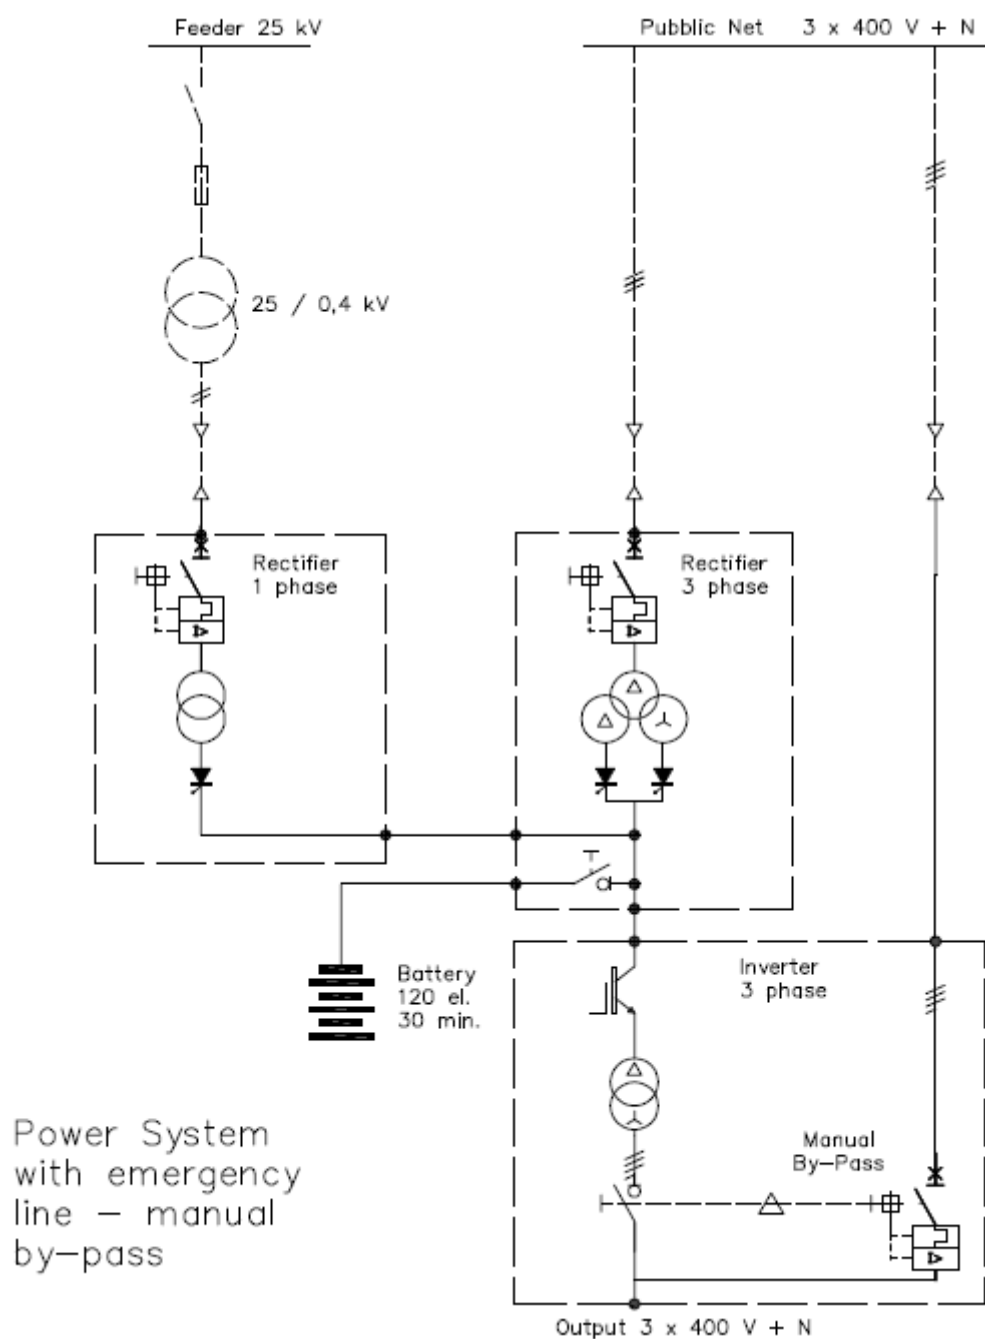 Feeder 25 kV
Pubblic Net 3 x 400 V + N
25 / 0,4 kV
Rectifier
1 phase
Rectifier
3 phase
Battery
120 el.
30 min.
Inverter
3 phase
Manual
By-Pass
Power System
with emergency
line - manual
by-pass
Output 3 x 400 V + N